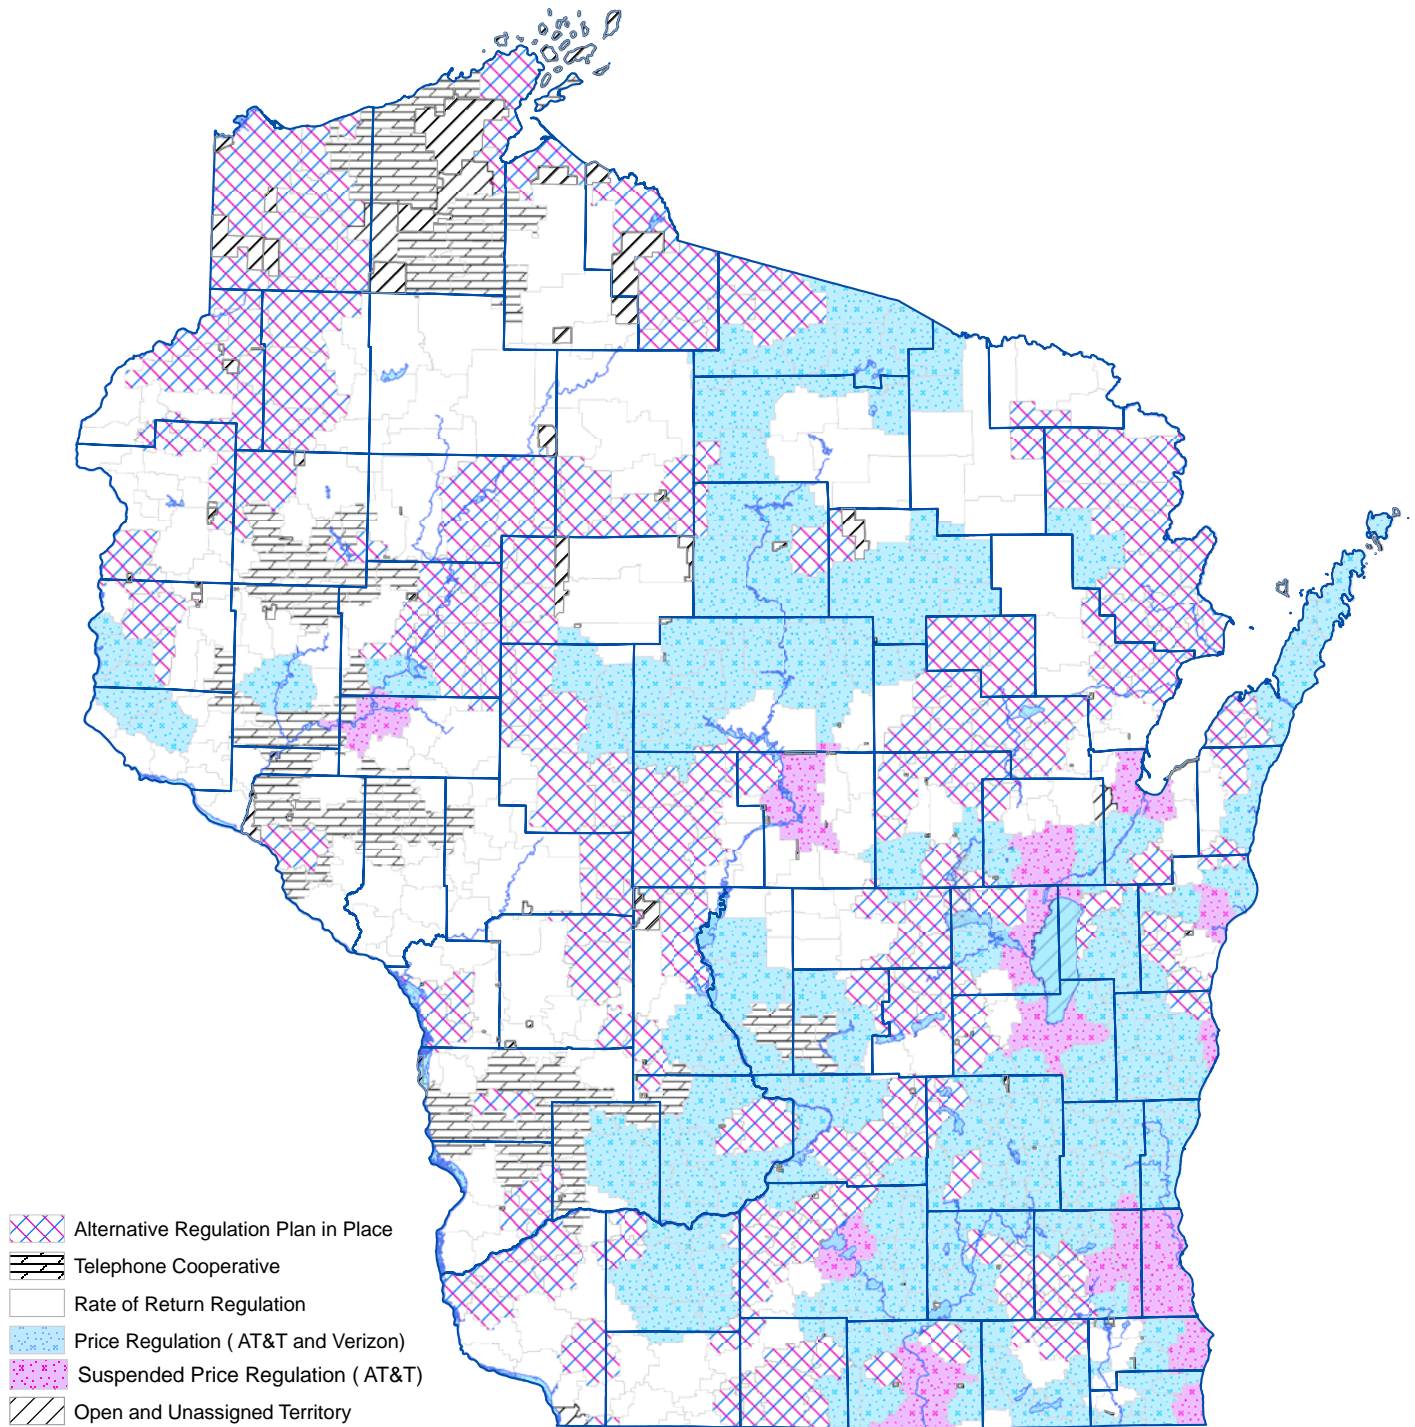 Alternative Regulation Plan in Place
Telephone Cooperative
Rate of Return Regulation
Price Regulation ( AT&T and Verizon)
Suspended Price Regulation ( AT&T)
Open and Unassigned Territory